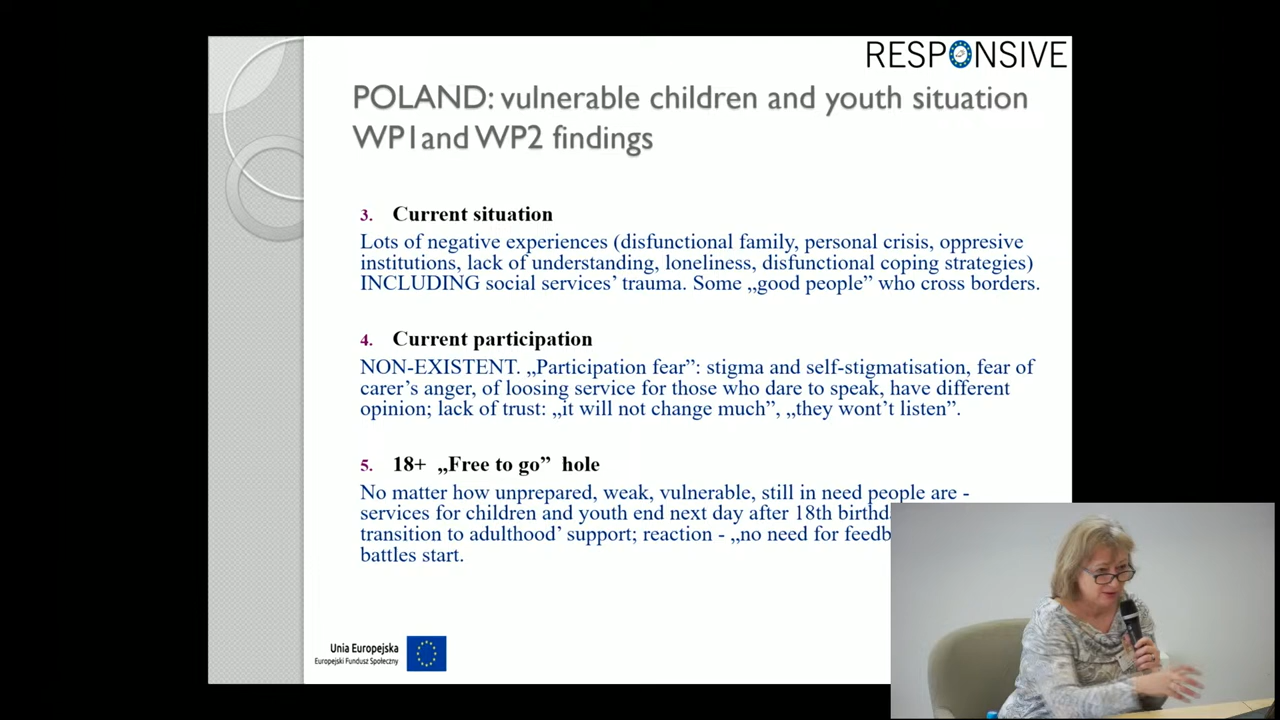 RESPONSIVE
POLAND: vulnerable children and youth situation
WP1and WP2 findings
3. Current situation
Lots of negative experiences (disfunctional family, personal crisis, oppresive
institutions, lack of understanding, loneliness, disfunctional coping strategies)
INCLUDING social services’ trauma. Some „good people” who cross borders.
4. Current participation
NON-EXISTENT. „Participation fear”: stigma and self-stigmatisation, fear of
carer’s anger, of loosing service for those who dare to speak, have different
opinion; lack of trust: „it will not change much”, „they wont’t listen”.
5. 18+ „Free to go” hole
No matter how unprepared, weak, vulnerable, still in need people are -
services for children and youth end next day after 18th
transition to adulthood’ support; reaction - „no need for
battles start.
Unia Europejska
Europejski Fundusz Społeczny